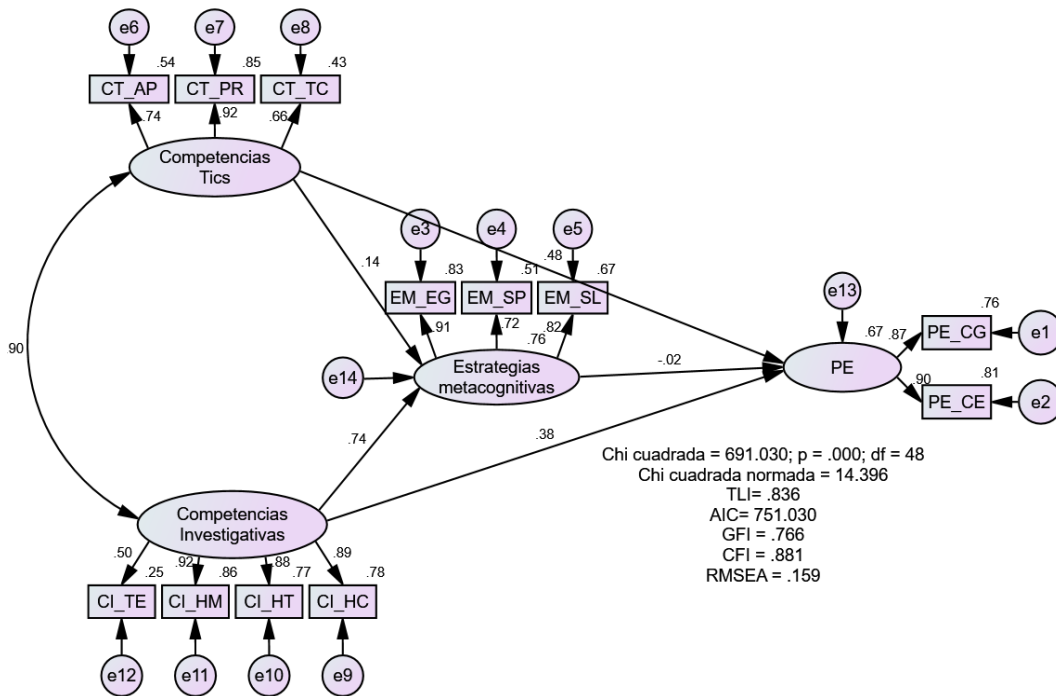 e6
e7
e8
.54
.85
.43
CT_AP
CT_PR
CT_TC
.74
.92
.66
Competencias
Tics
e3
e4
e5
.14
.83
.51
.48
.67
EM_EG
EM_SP
EM_SL
.91
.72
.82
.76
e13
.76
.67
.87
PE_CG
e1
90
e14
Estrategias
metacognitivas
-.02
PE
.90
.81
PE_CE
e2
.74
.38
Chi cuadrada = 691.030; p = .000; df = 48
Chi cuadrada normada = 14.396
TLI= .836
AIC= 751.030
GFI = .766
CFI = .881
RMSEA = .159
Competencias
Investigativas
.50
.92
.88
.89
.25
.86
.77
.78
CI_TE
CI_HM
CI_HT
CI_HC
e12
e11
e10
e9